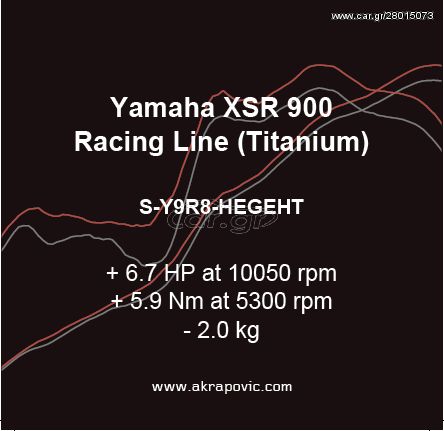 www.car.gr/28015073
Yamaha XSR 900
Racing Line (Titanium)
S-Y9R8-HEGEHT
car.gr
+ 6.7 HP at 10050 rpm
+ 5.9 Nm at 5300 rpm
- 2.0 kg
www.akrapovic.com